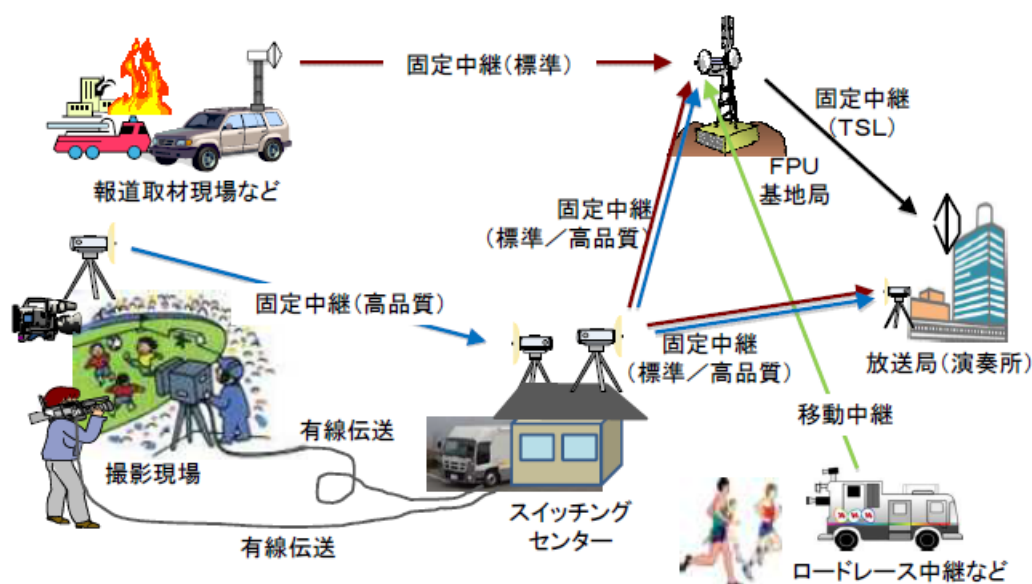 固定中継(標準)
報道取材現場など
固定中継
(TSL)
FPU
基地局
固定中継
(標準/高品質)
固定中継(高品質)
固定中継
(標準/高品質)
放送局(演奏所)
移動中継
有線伝送
撮影現場
有線伝送
スイッチング
センター
ロードレース中継など